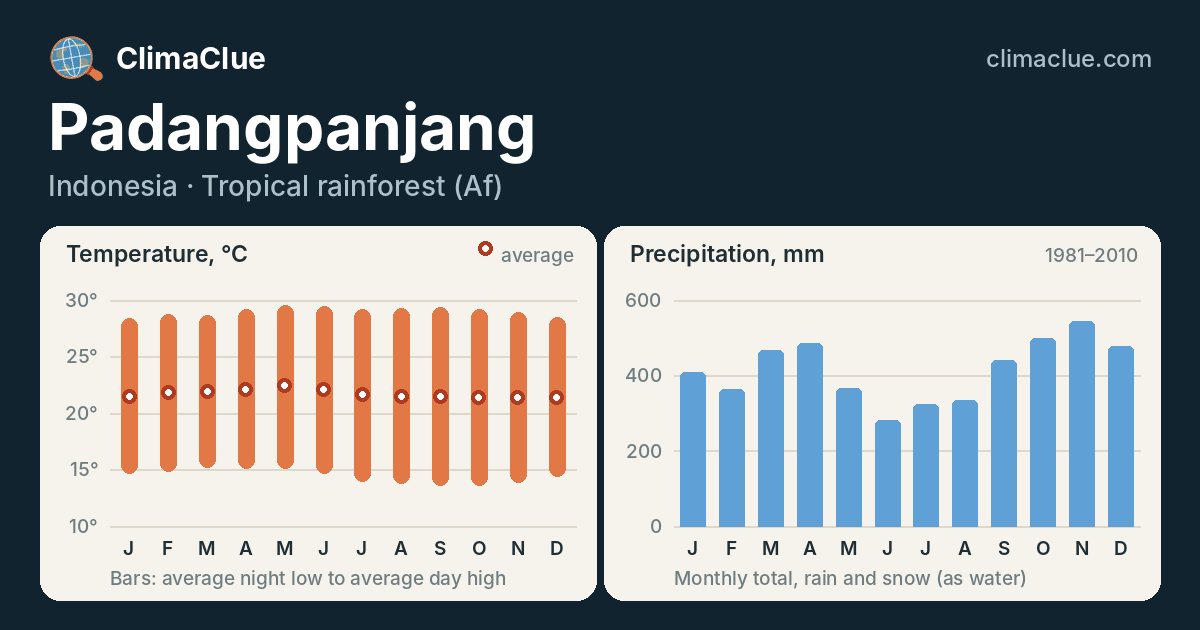 ClimaClue
climaclue.com
Padangpanjang
Indonesia · Tropical rainforest (Af)
Temperature, °C
average
30°
25°
20°
15°
10°
J F M A M J J A S O N D
Bars: average night low to average day high
Precipitation, mm
1981–2010
600
400
200
0
J F M A M J J A S O N D
Monthly total, rain and snow (as water)